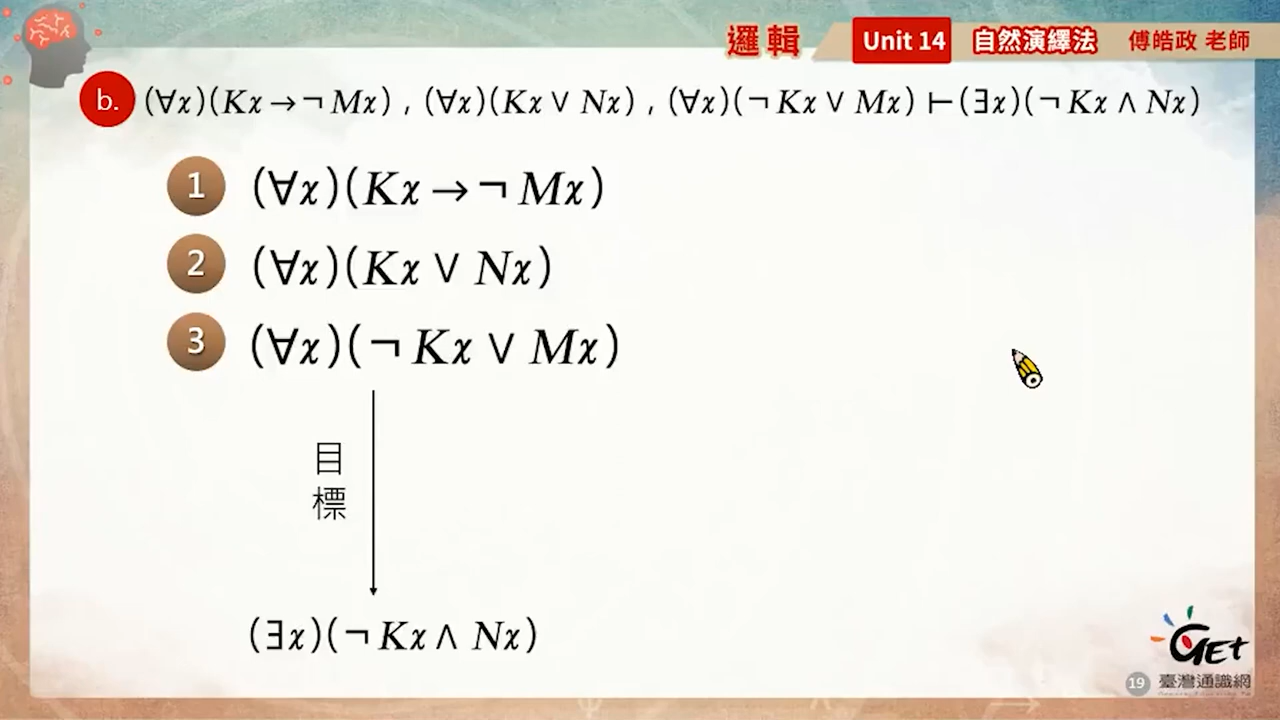 邏輯 Unit 14 自然演繹法 傅皓政 老師
b. (∀x)(Kx→¬Mx) , (∀x)(Kx∨Nx) , (∀x)(¬Kx∨Mx) ⊢(∃x)(¬Kx∧Nx)
1 (∀x)(Kx→¬Mx)
2 (∀x)(Kx∨Nx)
3 (∀x)(¬Kx∨Mx)
目標
(∃x)(¬Kx∧Nx)
GET
19 臺灣通識網